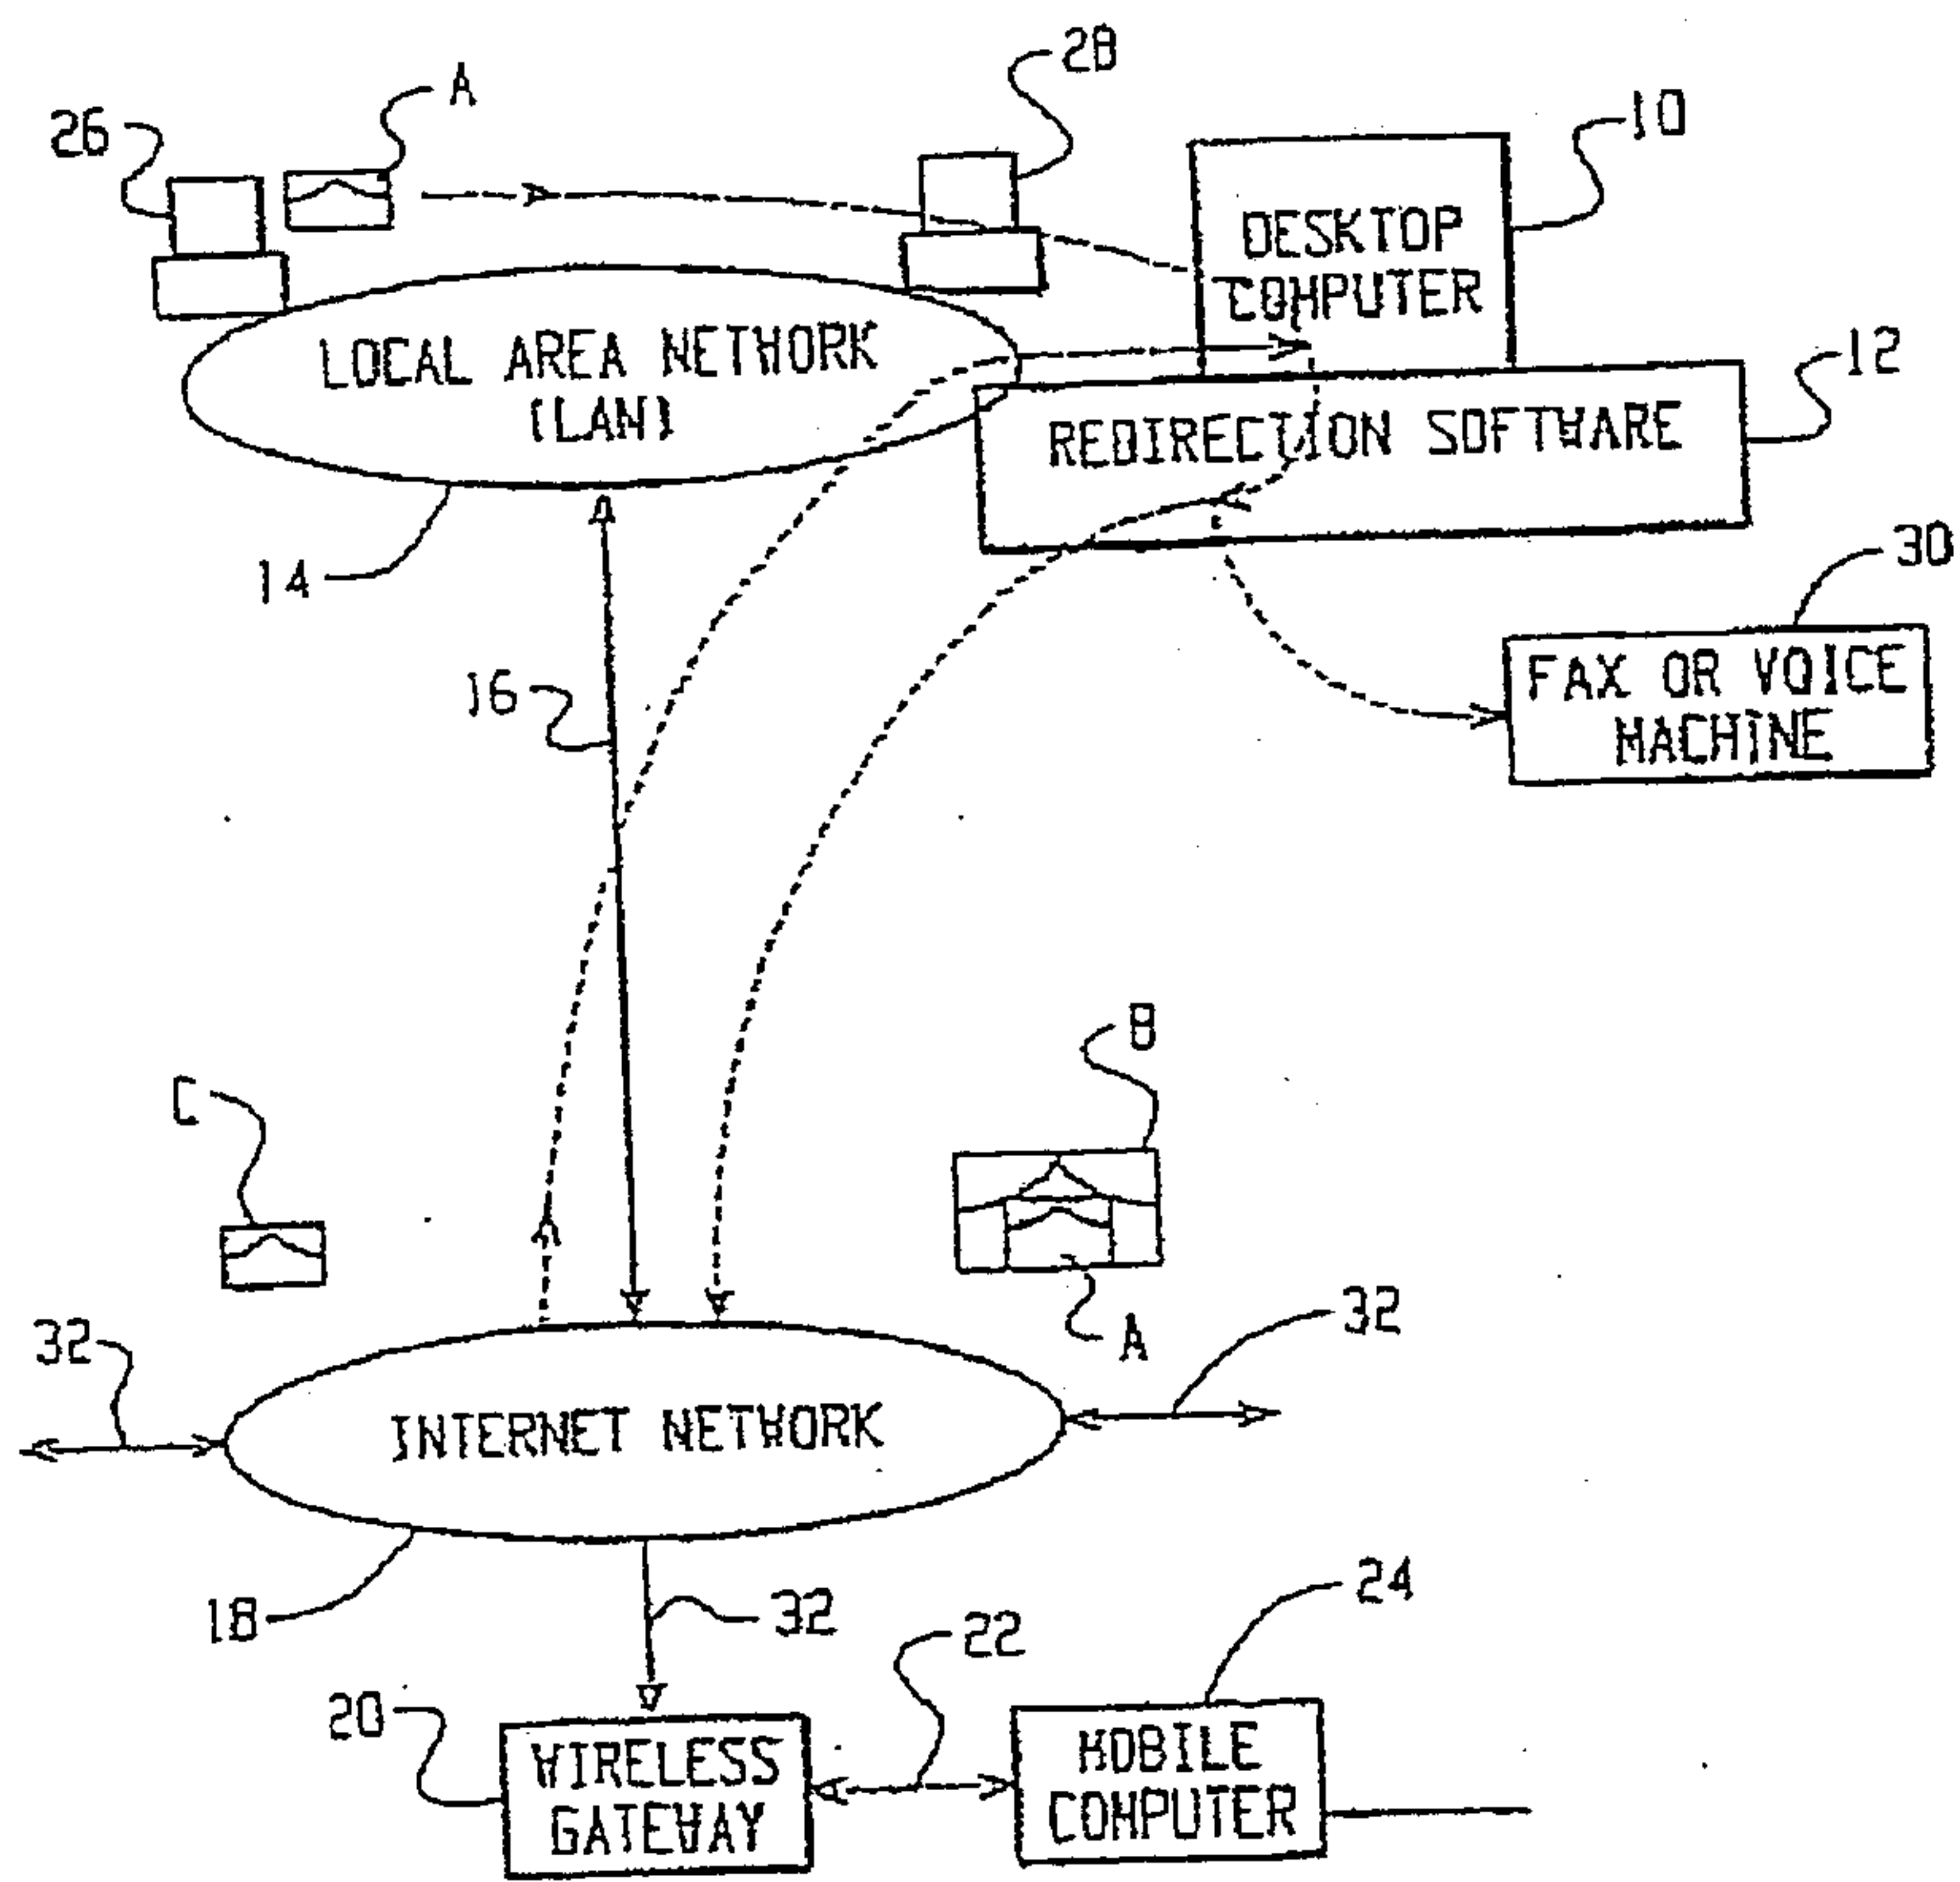 26
A
28
10
DESKTOP
COMPUTER
LOCAL AREA NETWORK
(LAN)
12
REDIRECTION SOFTWARE
14
30
FAX OR VOICE
MACHINE
16
C
8
A
32
32
INTERNET NETWORK
18
32
22
24
20
WIRELESS
GATEWAY
MOBILE
COMPUTER